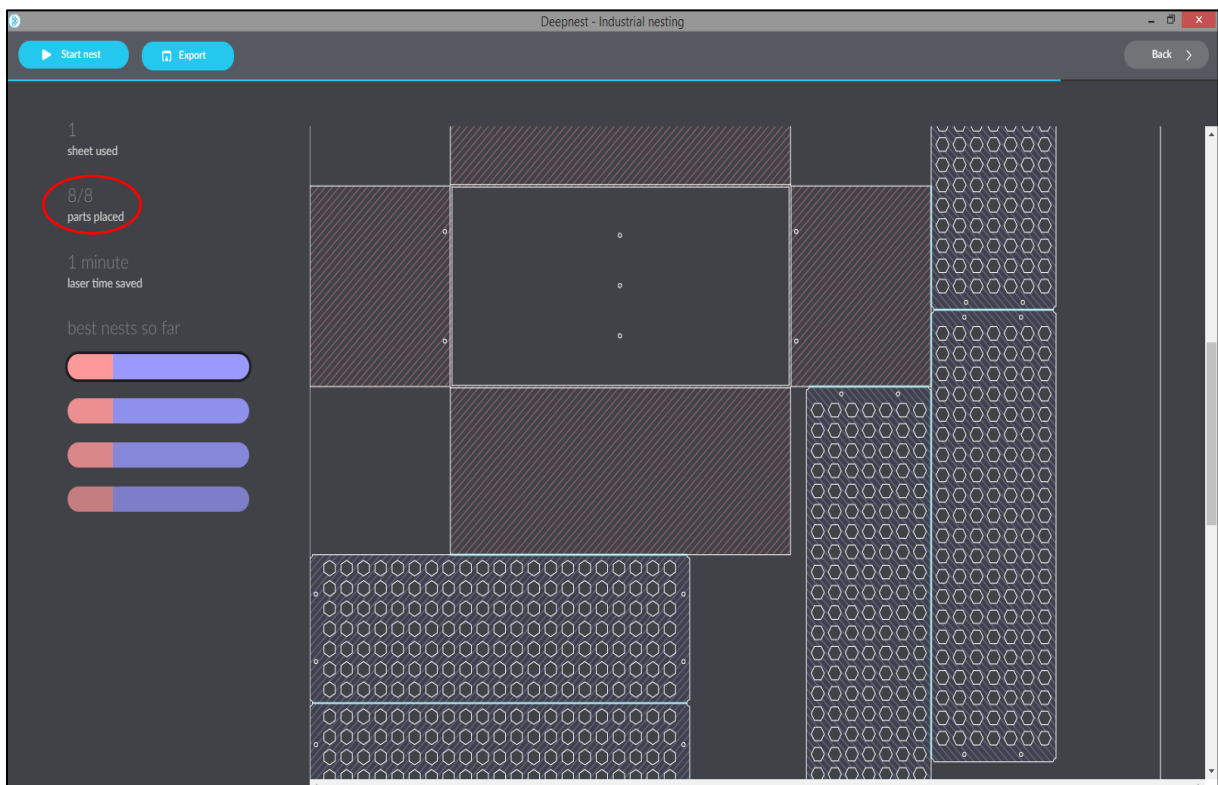 Deepnest - Industrial nesting
Start nest
Export
Back
1
sheet used
8/8
parts placed
1 minute
laser time saved
best nests so far